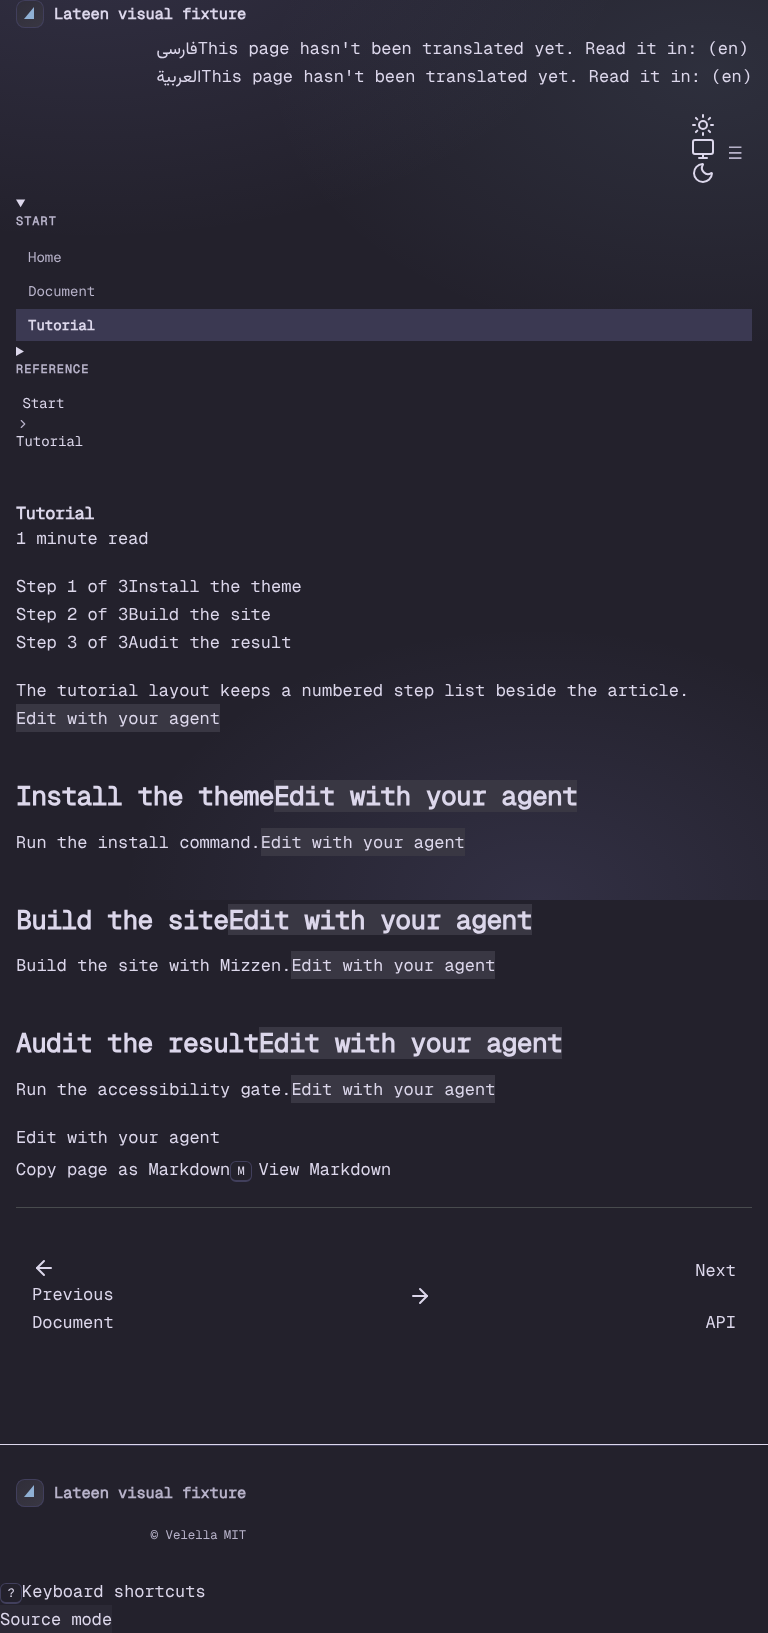 Lateen visual fixture
فارسیThis page hasn't been translated yet. Read it in: (en)
العربيةThis page hasn't been translated yet. Read it in: (en)
START
Home
Document
Tutorial
REFERENCE
Start
Tutorial
Tutorial
1 minute read
Step 1 of 3Install the theme
Step 2 of 3Build the site
Step 3 of 3Audit the result
The tutorial layout keeps a numbered step list beside the article.
Edit with your agent
Install the themeEdit with your agent
Run the install command.Edit with your agent
Build the siteEdit with your agent
Build the site with Mizzen.Edit with your agent
Audit the resultEdit with your agent
Run the accessibility gate.Edit with your agent
Edit with your agent
Copy page as Markdown M View Markdown
Previous
Document
Next
API
Lateen visual fixture
© Velella MIT
? Keyboard shortcuts
Source mode